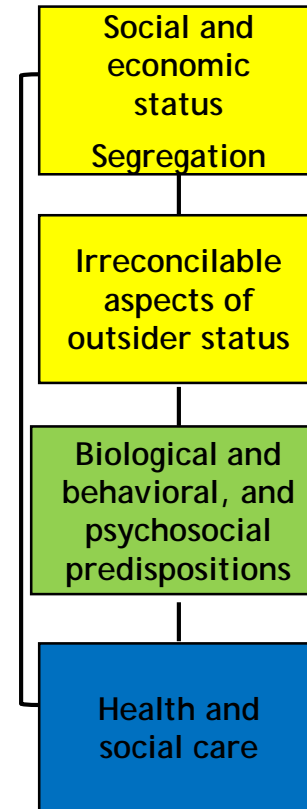 Social and
economic
status
Segregation
Irreconcilable
aspects of
outsider status
Biological and
behavioral, and
psychosocial
predispositions
Health and
social care